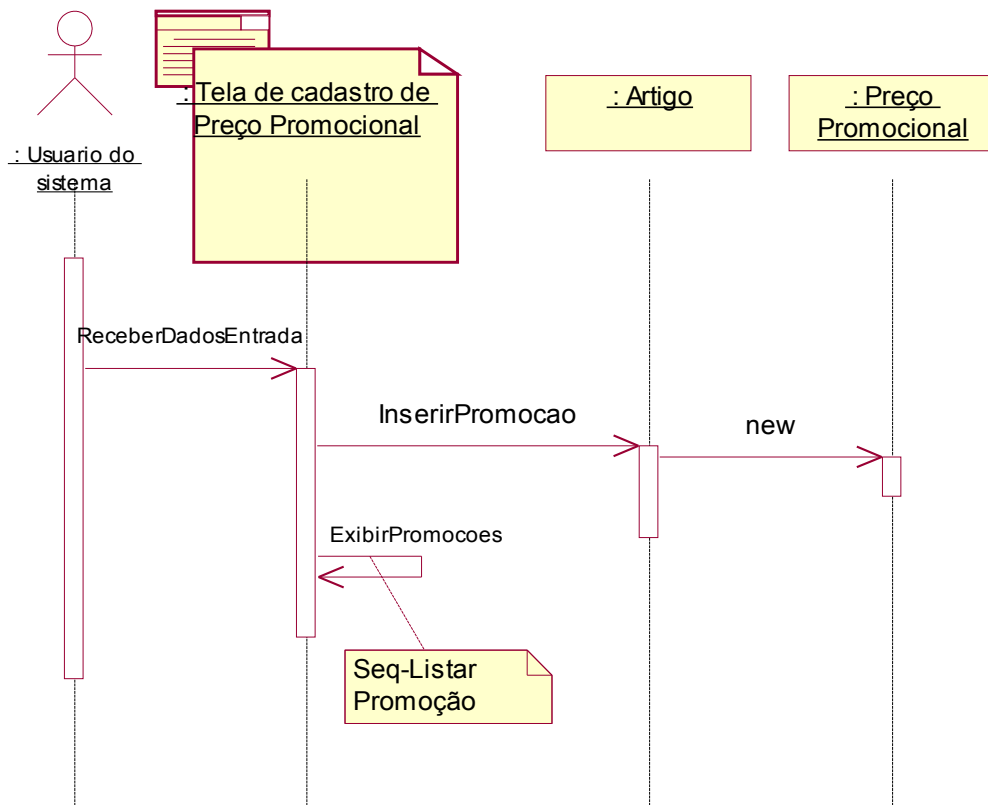 : Usuario do
sistema
: Tela de cadastro de
Preço Promocional
: Artigo
: Preço
Promocional
ReceberDadosEntrada
InserirPromocao
new
ExibirPromocoes
Seq-Listar
Promoção